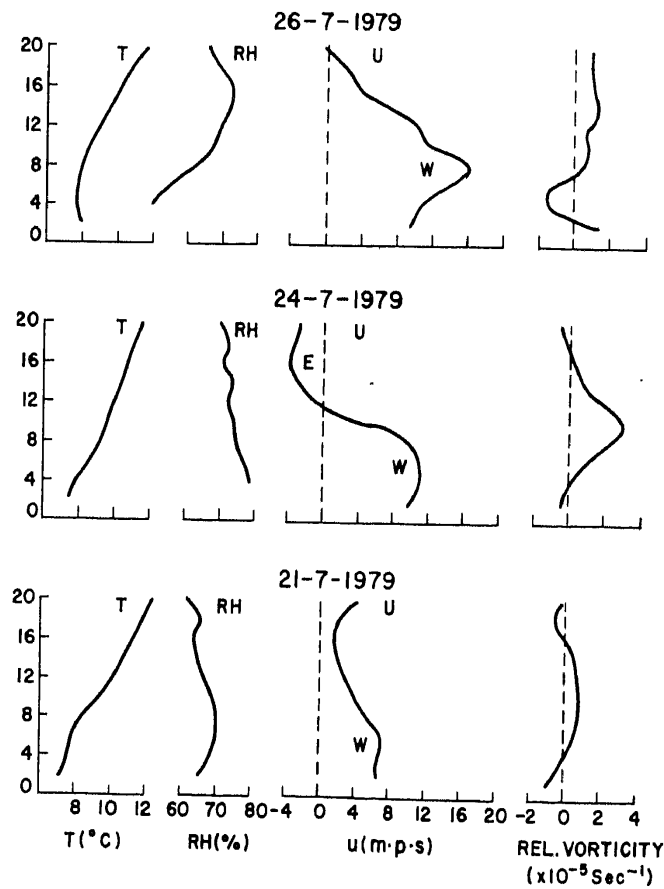 26-7-1979
20 T RH U
16
12
8 W
4
0
24-7-1979
20 T RH U
16 E
12
8
4 W
0
21-7-1979
20 T RH U
16
12
8
4 W
0
8 10 12 60 70 80 -4 0 4 8 12 16 20 -2 0 2 4
T(°C) RH(%) u(m·p·s) REL. VORTICITY
(x10⁻⁵ Sec⁻¹)